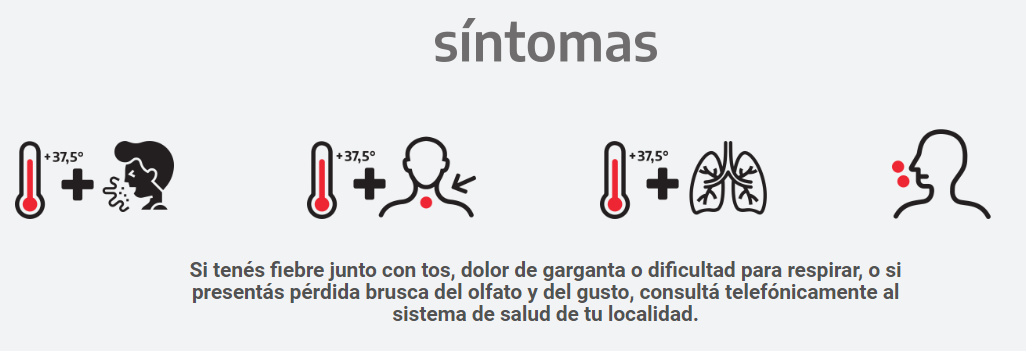 síntomas
+37,5°
+37,5°
+37,5°
Si tenés fiebre junto con tos, dolor de garganta o dificultad para respirar, o si
presentás pérdida brusca del olfato y del gusto, consultá telefónicamente al
sistema de salud de tu localidad.